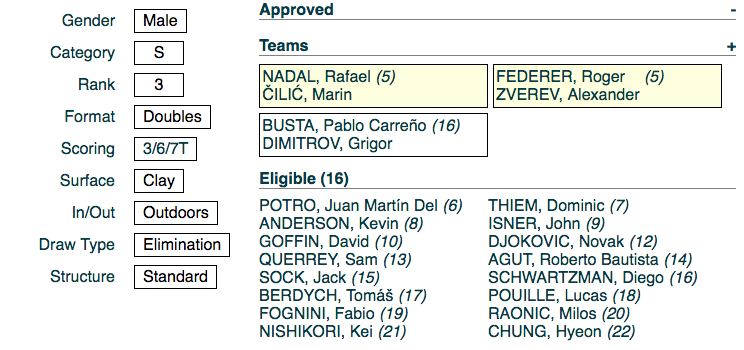 Gender Male
Category S
Rank 3
Format Doubles
Scoring 3/6/7T
Surface Clay
In/Out Outdoors
Draw Type Elimination
Structure Standard
Approved -
Teams +
NADAL, Rafael (5)
ČILIĆ, Marin
FEDERER, Roger (5)
ZVEREV, Alexander
BUSTA, Pablo Carreño (16)
DIMITROV, Grigor
Eligible (16)
POTRO, Juan Martín Del (6) THIEM, Dominic (7)
ANDERSON, Kevin (8) ISNER, John (9)
GOFFIN, David (10) DJOKOVIC, Novak (12)
QUERREY, Sam (13) AGUT, Roberto Bautista (14)
SOCK, Jack (15) SCHWARTZMAN, Diego (16)
BERDYCH, Tomáš (17) POUILLE, Lucas (18)
FOGNINI, Fabio (19) RAONIC, Milos (20)
NISHIKORI, Kei (21) CHUNG, Hyeon (22)